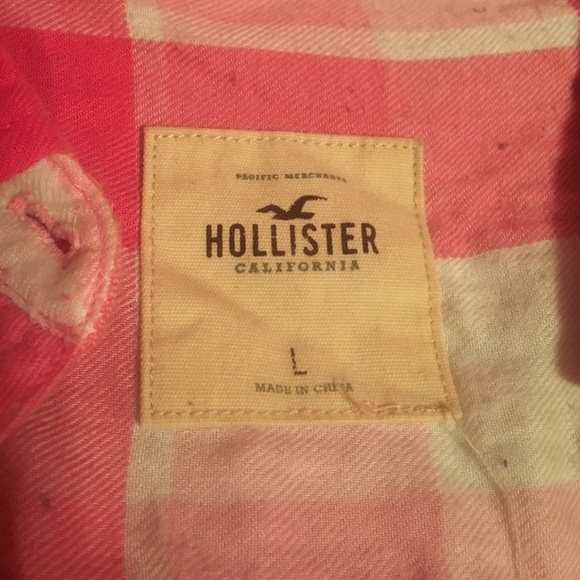 PACIFIC MERCHANTS
HOLLISTER
CALIFORNIA
L
MADE IN CHINA